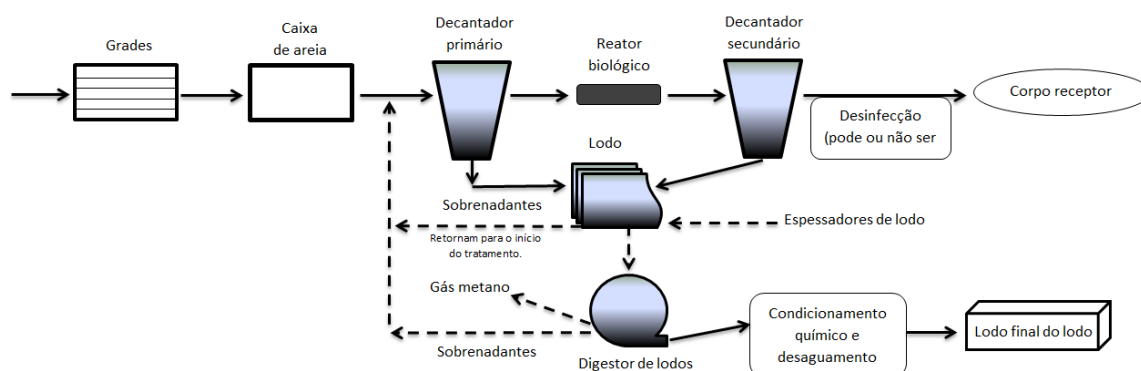 Grades
Caixa
de areia
Decantador
primário
Reator
biológico
Decantador
secundário
Corpo receptor
Desinfecção
(pode ou não ser
Lodo
Sobrenadantes
Espessadores de lodo
Retornam para o início
do tratamento.
Gás metano
Sobrenadantes
Digestor de lodos
Condicionamento
químico e
desaguamento
Lodo final do lodo